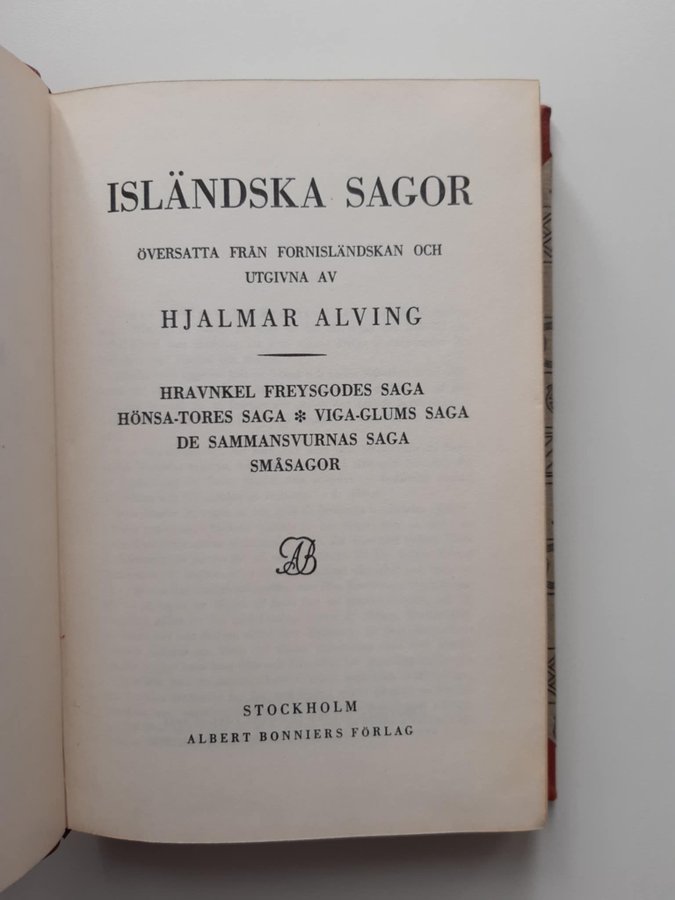 ISLÄNDSKA SAGOR
ÖVERSATTA FRÅN FORNISLÄNDSKAN OCH
UTGIVNA AV
HJALMAR ALVING
HRAVNKEL FREYSGODES SAGA
HÖNSA-TORES SAGA ✻ VIGA-GLUMS SAGA
DE SAMMANSVURNAS SAGA
SMÅSAGOR
AB
STOCKHOLM
ALBERT BONNIERS FÖRLAG